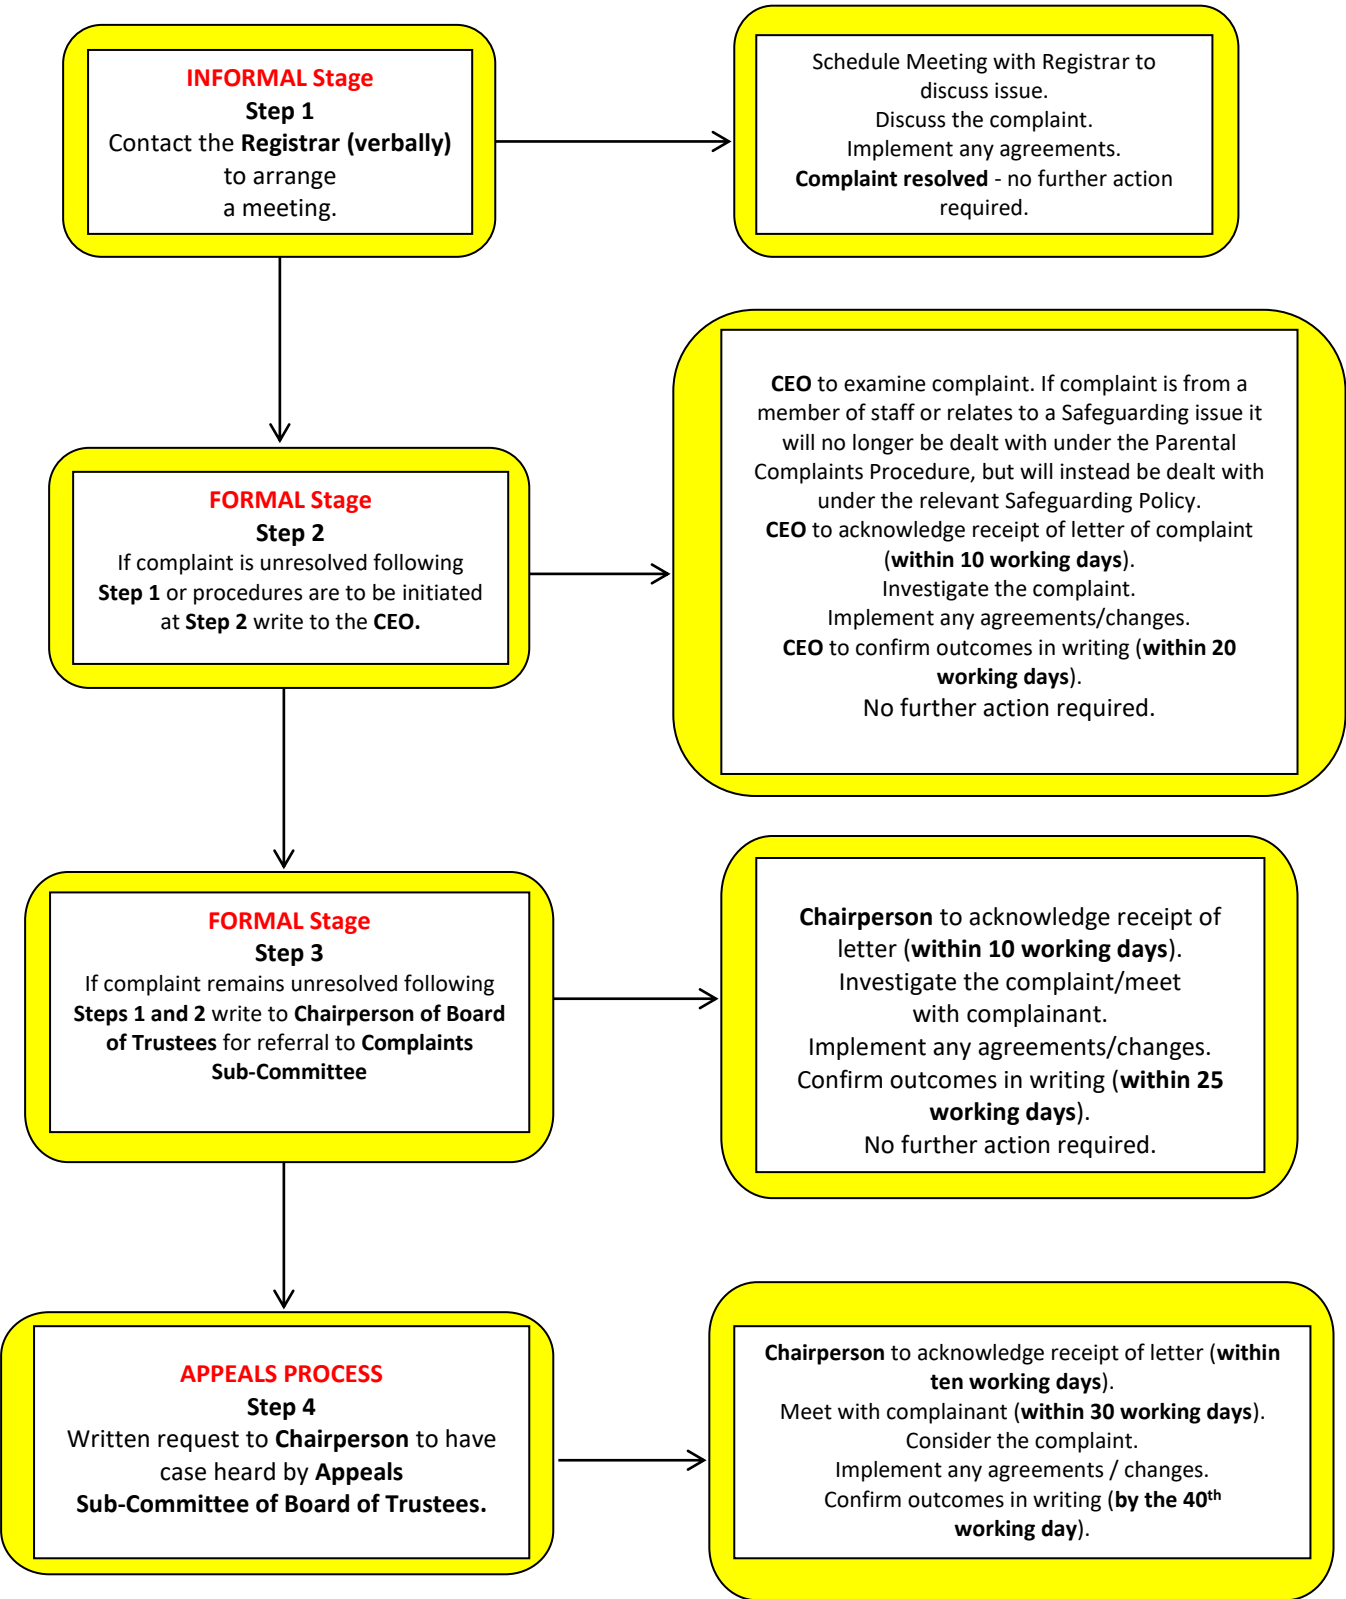 INFORMAL Stage
Step 1
Contact the Registrar (verbally)
to arrange
a meeting.
Schedule Meeting with Registrar to
discuss issue.
Discuss the complaint.
Implement any agreements.
Complaint resolved - no further action
required.
FORMAL Stage
Step 2
If complaint is unresolved following
Step 1 or procedures are to be initiated
at Step 2 write to the CEO.
CEO to examine complaint. If complaint is from a
member of staff or relates to a Safeguarding issue it
will no longer be dealt with under the Parental
Complaints Procedure, but will instead be dealt with
under the relevant Safeguarding Policy.
CEO to acknowledge receipt of letter of complaint
(within 10 working days).
Investigate the complaint.
Implement any agreements/changes.
CEO to confirm outcomes in writing (within 20
working days).
No further action required.
FORMAL Stage
Step 3
If complaint remains unresolved following
Steps 1 and 2 write to Chairperson of Board
of Trustees for referral to Complaints
Sub-Committee
Chairperson to acknowledge receipt of
letter (within 10 working days).
Investigate the complaint/meet
with complainant.
Implement any agreements/changes.
Confirm outcomes in writing (within 25
working days).
No further action required.
APPEALS PROCESS
Step 4
Written request to Chairperson to have
case heard by Appeals
Sub-Committee of Board of Trustees.
Chairperson to acknowledge receipt of letter (within
ten working days).
Meet with complainant (within 30 working days).
Consider the complaint.
Implement any agreements / changes.
Confirm outcomes in writing (by the 40th
working day).